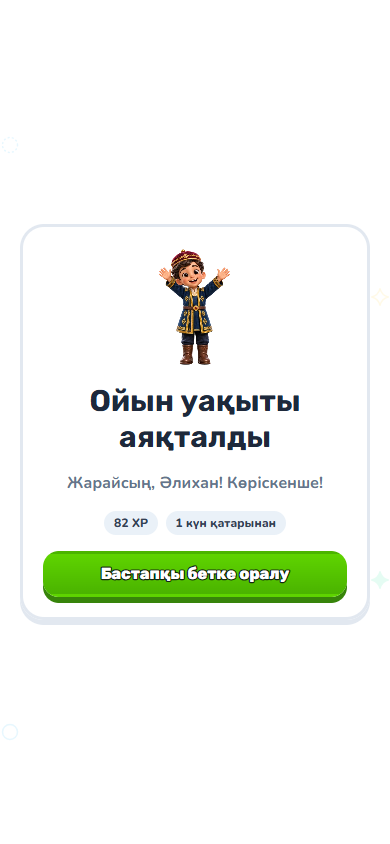 Ойын уақыты
аяқталды
Жарайсың, Әлихан! Көріскенше!
82 XP
1 күн қатарынан
Бастапқы бетке оралу